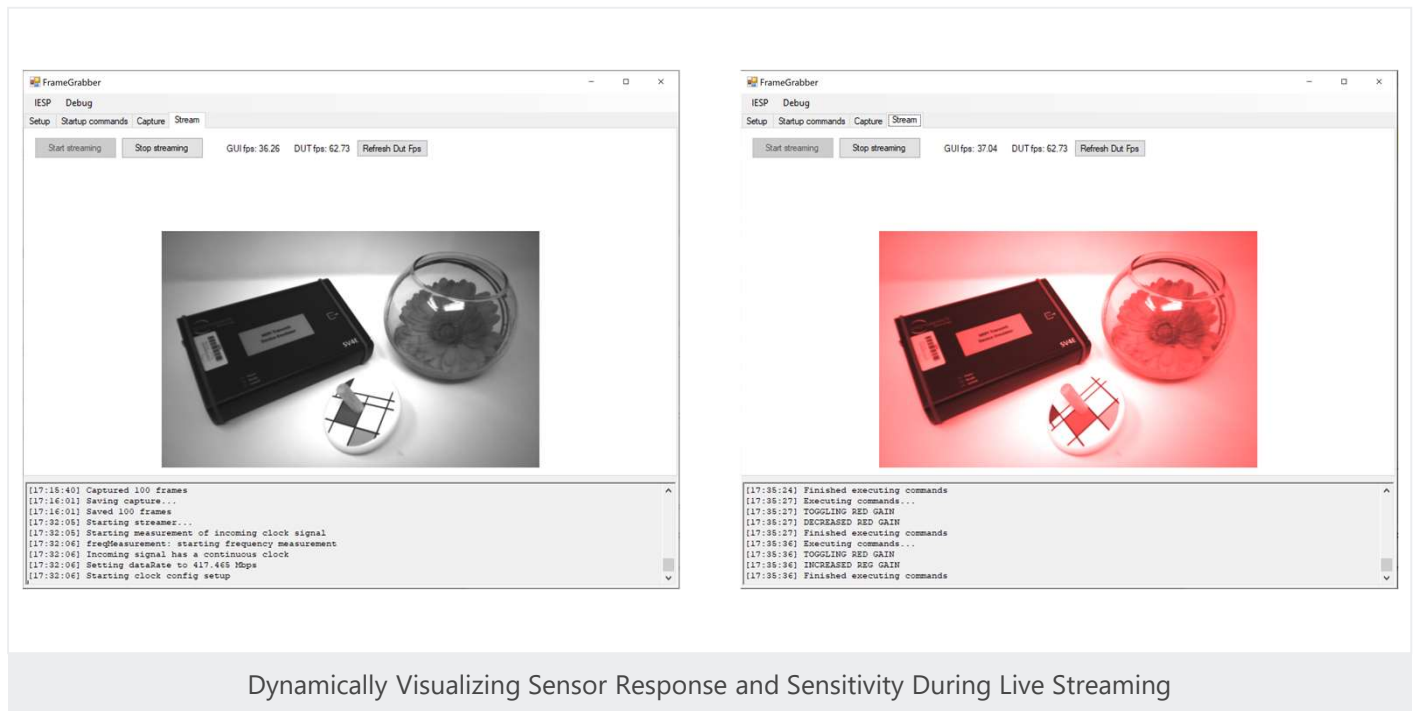 FrameGrabber
IESP Debug
Setup Startup commands Capture Stream
Start streaming Stop streaming GUI fps: 36.26 DUT fps: 62.73 Refresh Dut Fps
SV4E
[17:15:40] Captured 100 frames
[17:16:01] Saving capture...
[17:16:01] Saved 100 frames
[17:32:05] Starting streamer...
[17:32:05] Starting measurement of incoming clock signal
[17:32:06] freqMeasurement: starting frequency measurement
[17:32:06] Incoming signal has a continuous clock
[17:32:06] Setting dataRate to 417.465 Mbps
[17:32:06] Starting clock config setup
FrameGrabber
IESP Debug
Setup Startup commands Capture Stream
Start streaming Stop streaming GUI fps: 37.04 DUT fps: 62.73 Refresh Dut Fps
SV4E
[17:35:24] Finished executing commands
[17:35:27] Executing commands...
[17:35:27] TOGGLING RED GAIN
[17:35:27] DECREASED RED GAIN
[17:35:27] Finished executing commands
[17:35:36] Executing commands...
[17:35:36] TOGGLING RED GAIN
[17:35:36] INCREASED REG GAIN
[17:35:36] Finished executing commands
Dynamically Visualizing Sensor Response and Sensitivity During Live Streaming